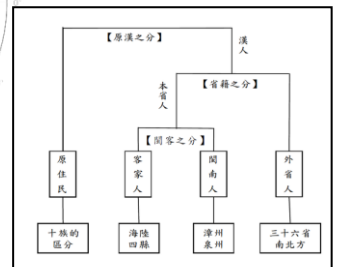 【原漢之分】
漢人
【省籍之分】
本省人
【閩客之分】
原住民
客家人
閩南人
外省人
十族的
區分
海陸
四縣
漳州
泉州
三十六省
南北方